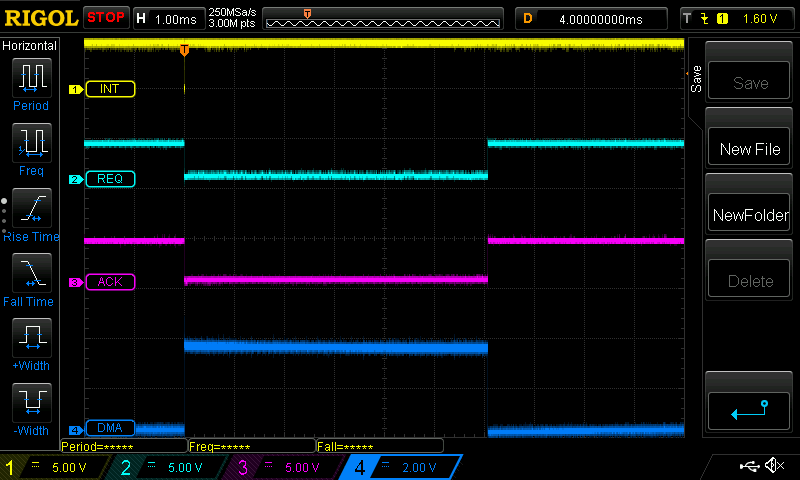 RIGOL STOP H 1.00ms 250MSa/s 3.00M pts T D 4.00000000ms T 1 1.60 V
Horizontal
Period
Freq
Rise Time
Fall Time
+Width
-Width
T
1 INT
2 REQ
3 ACK
4 DMA
Period=***** Freq=***** Fall=*****
Save
Save
New File
NewFolder
Delete
1 5.00 V 2 5.00 V 3 5.00 V 4 2.00 V